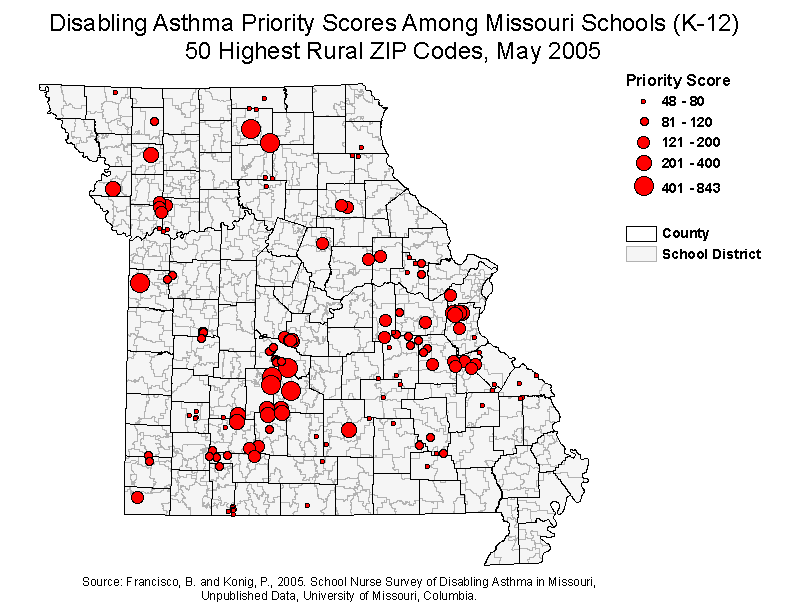 Disabling Asthma Priority Scores Among Missouri Schools (K-12)
50 Highest Rural ZIP Codes, May 2005
Priority Score
48 - 80
81 - 120
121 - 200
201 - 400
401 - 843
County
School District
Source: Francisco, B. and Konig, P., 2005. School Nurse Survey of Disabling Asthma in Missouri,
Unpublished Data, University of Missouri, Columbia.